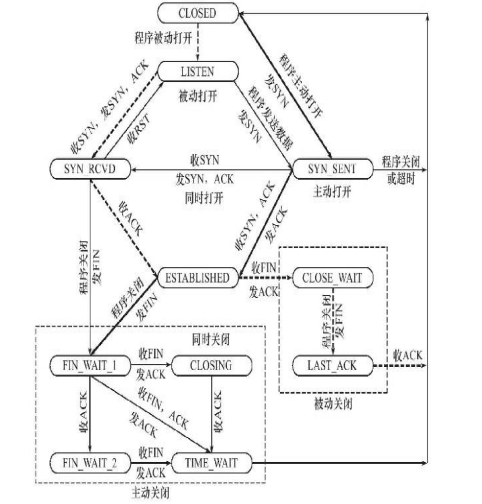 CLOSED
程序被动打开
LISTEN
被动打开
收SYN，发SYN，ACK
收RST
程序发送数据
发SYN
程序主动打开
发SYN
SYN_RCVD
收SYN
发SYN，ACK
同时打开
SYN_SENT
主动打开
程序关闭
或超时
收ACK
收SYN，ACK
发ACK
程序关闭
发FIN
ESTABLISHED
收FIN
发ACK
CLOSE_WAIT
程序关闭
发FIN
程序关闭
发FIN
LAST_ACK
收ACK
被动关闭
同时关闭
FIN_WAIT_1
收FIN
发ACK
CLOSING
收ACK
收FIN，ACK
发ACK
收ACK
FIN_WAIT_2
收FIN
发ACK
TIME_WAIT
主动关闭